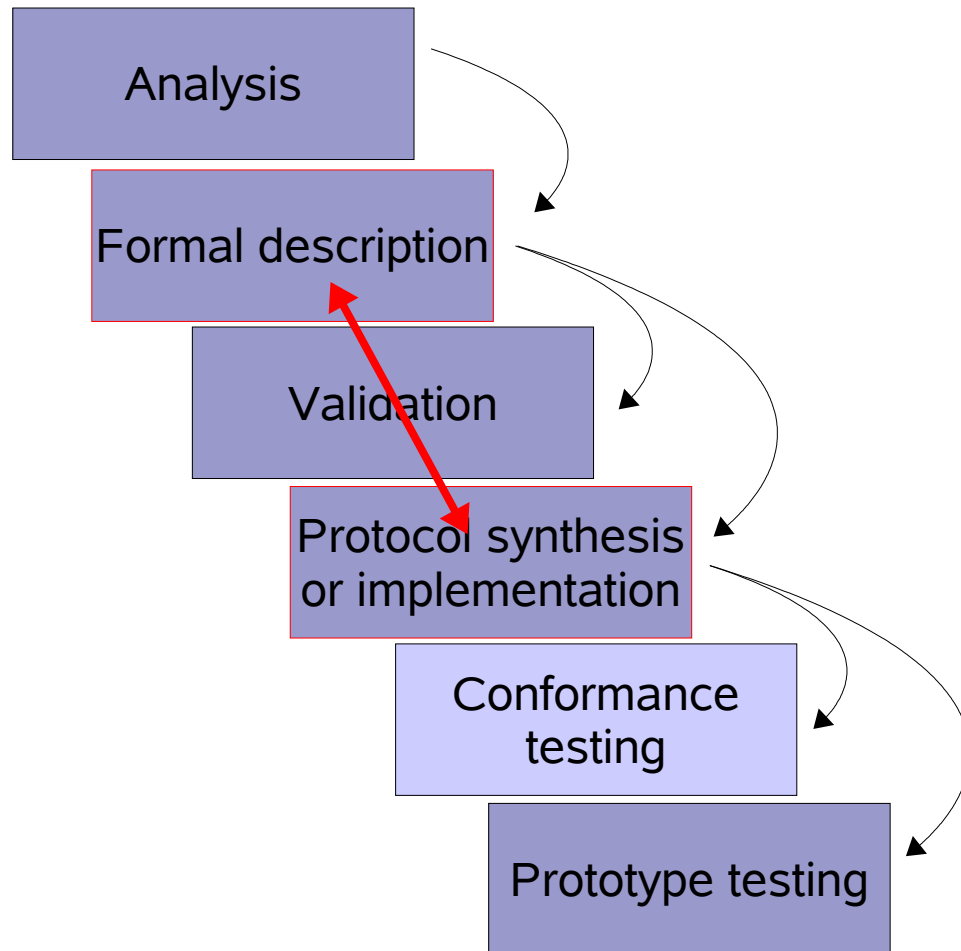 Analysis
Formal description
Validation
Protocol synthesis
or implementation
Conformance
testing
Prototype testing